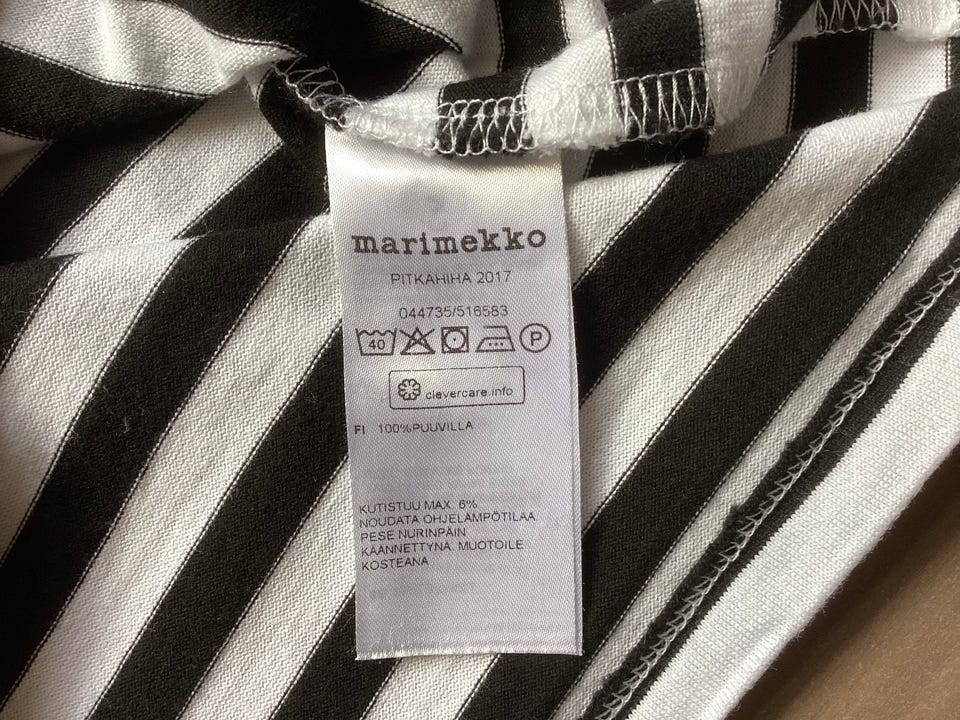 marimekko
PITKAHIHA 2017
044735/516583
40 P
clevercare.info
FI 100%PUUVILLA
KUTISTUU MAX. 6%
NOUDATA OHJELAMPÖTILAA
PESE NURINPÄIN
KÄÄNNETTYNÄ MUOTOILE
KOSTEANA